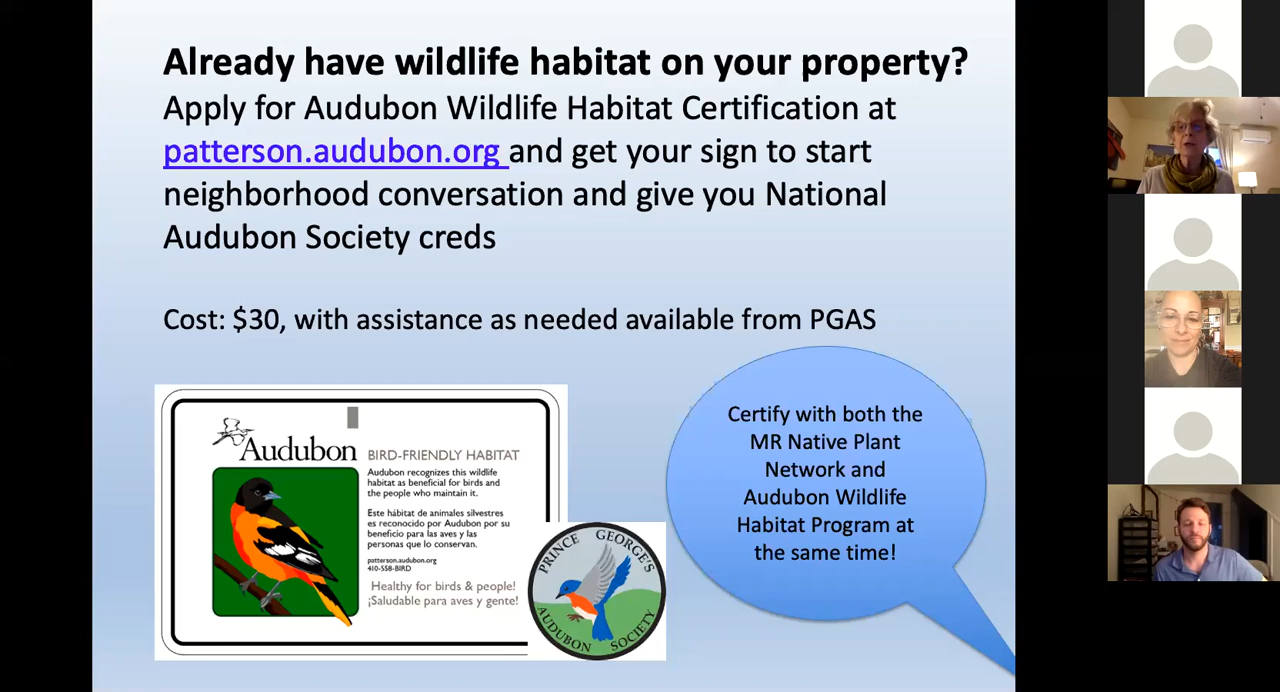 Already have wildlife habitat on your property?
Apply for Audubon Wildlife Habitat Certification at
patterson.audubon.org and get your sign to start
neighborhood conversation and give you National
Audubon Society creds
Cost: $30, with assistance as needed available from PGAS
Audubon BIRD-FRIENDLY HABITAT
Audubon recognizes this wildlife
habitat as beneficial for birds and
the people who maintain it.
Este hábitat de animales silvestres
es reconocido por Audubon por su
beneficio para las aves y las
personas que lo conservan.
patterson.audubon.org
410-558-BIRD
Healthy for birds & people!
¡Saludable para aves y gente!
PRINCE GEORGE'S
AUDUBON SOCIETY
Certify with both the
MR Native Plant
Network and
Audubon Wildlife
Habitat Program at
the same time!